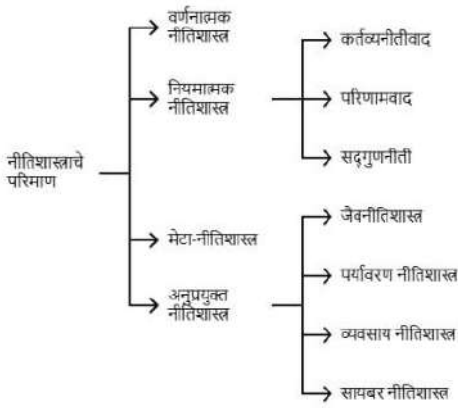 नीतिशास्त्राचे
परिमाण
वर्णनात्मक
नीतिशास्त्र
नियमात्मक
नीतिशास्त्र
कर्तव्यनीतीवाद
परिणामवाद
सद्‌गुणनीती
मेटा-नीतिशास्त्र
अनुप्रयुक्त
नीतिशास्त्र
जैवनीतिशास्त्र
पर्यावरण नीतिशास्त्र
व्यवसाय नीतिशास्त्र
सायबर नीतिशास्त्र